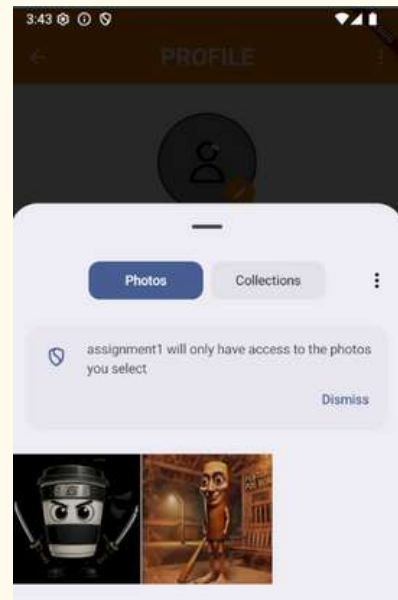 3:43
PROFILE
Photos
Collections
assignment1 will only have access to the photos
you select
Dismiss